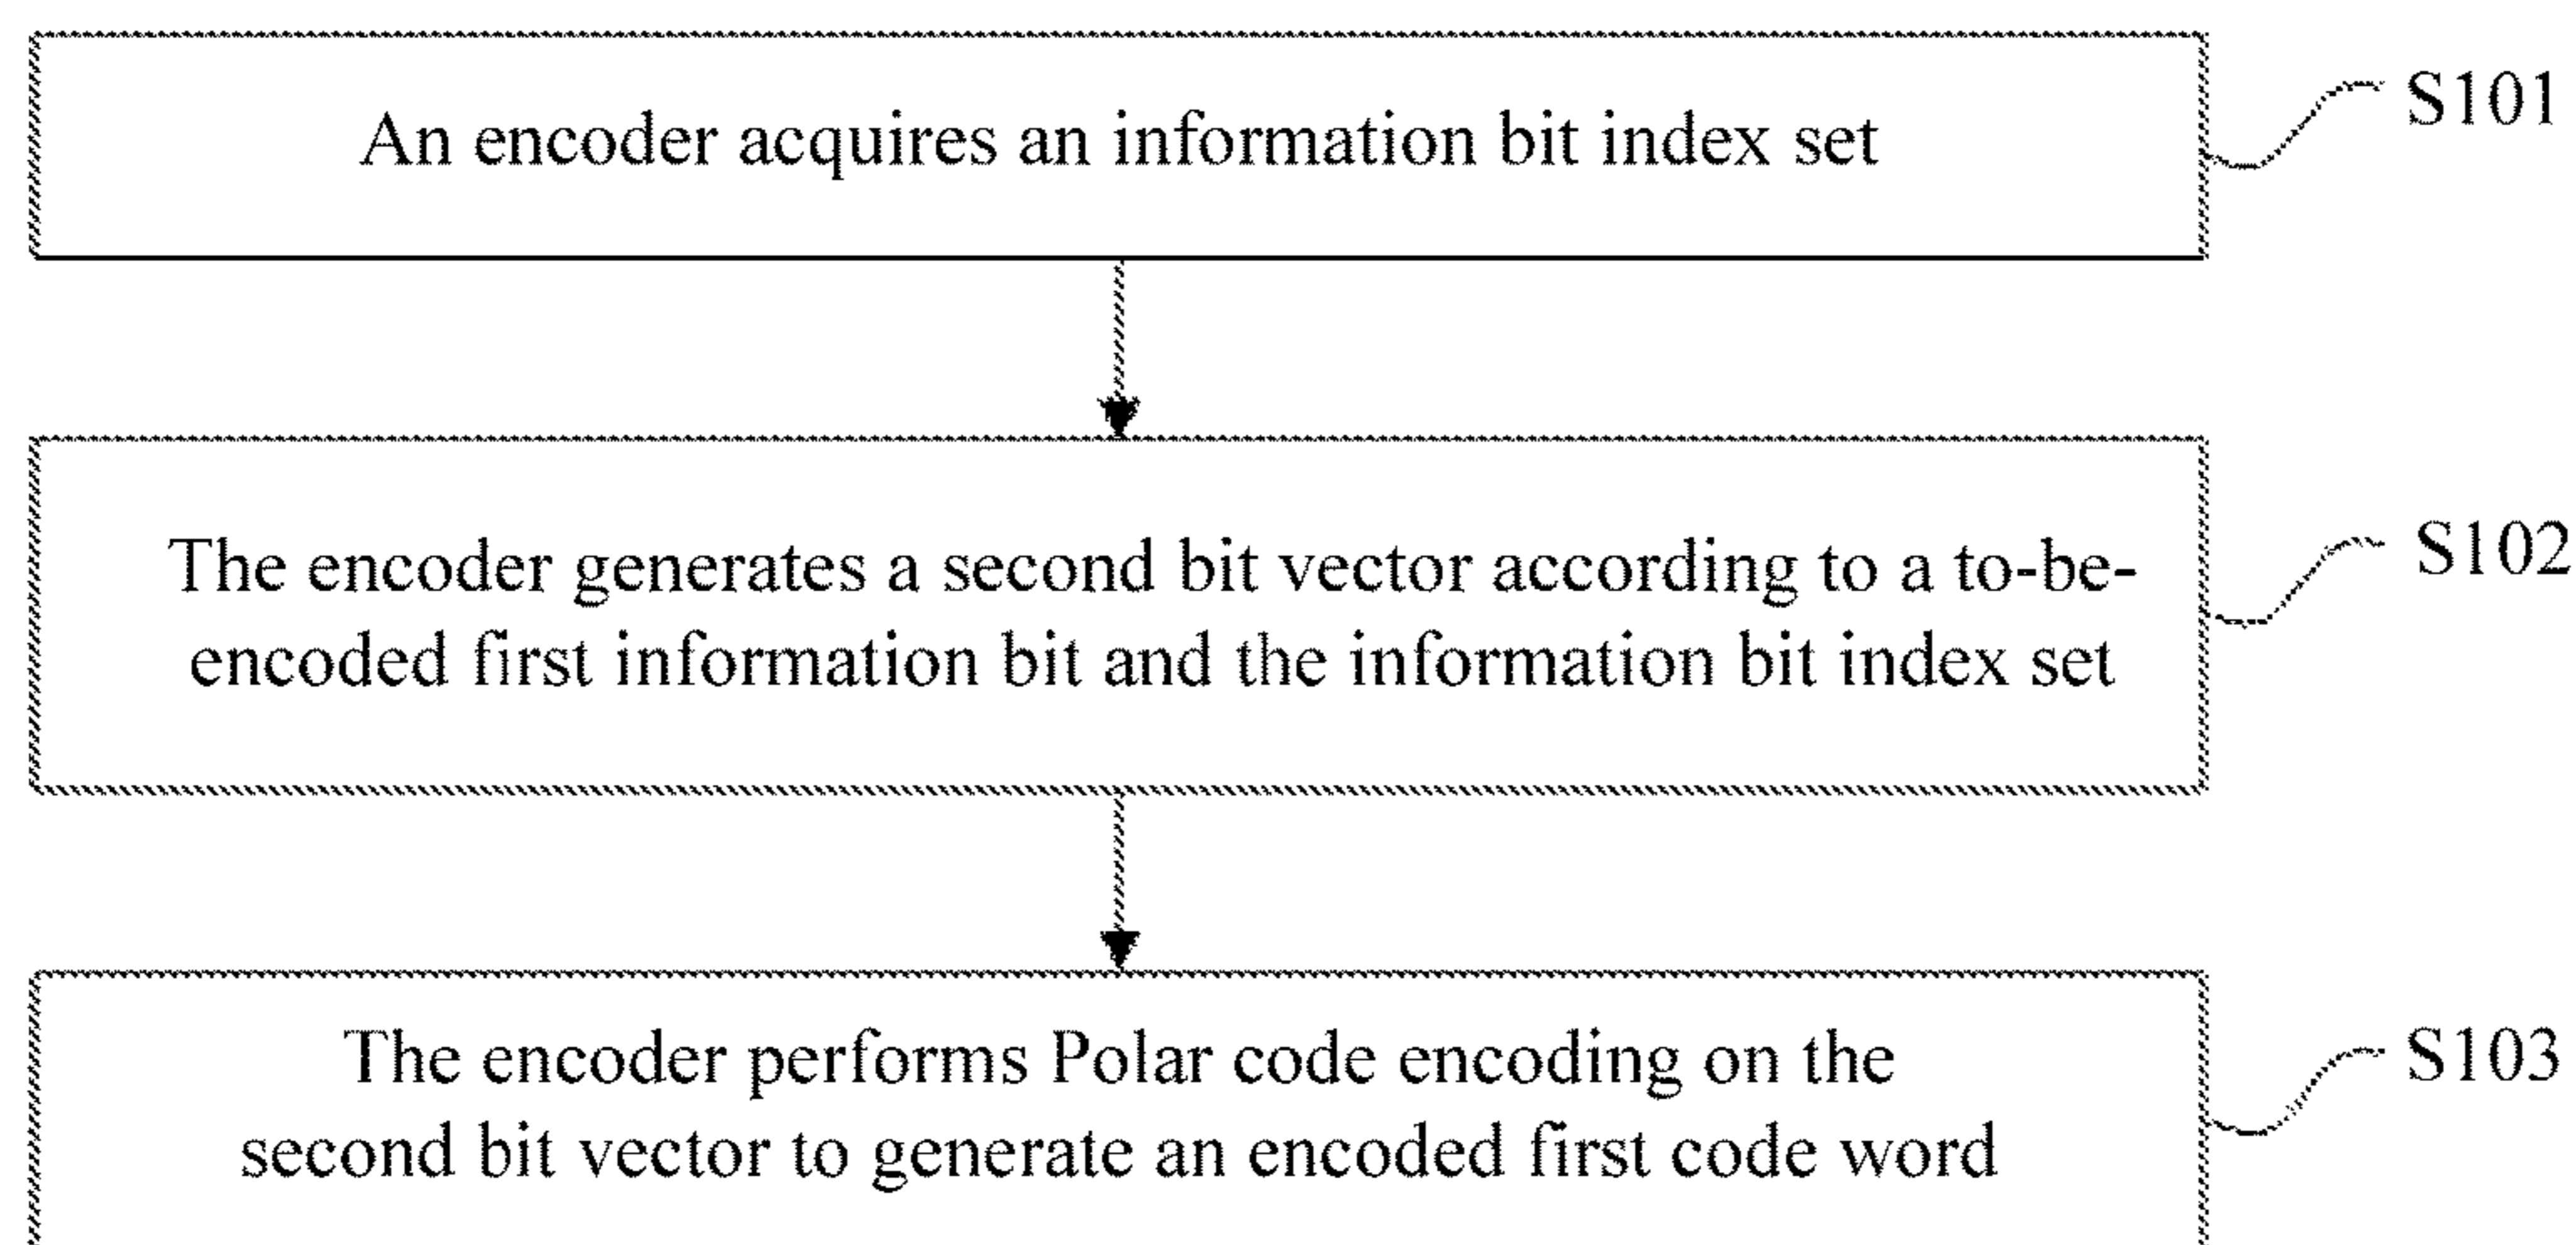 An encoder acquires an information bit index set
S101
The encoder generates a second bit vector according to a to-be-
encoded first information bit and the information bit index set
S102
The encoder performs Polar code encoding on the
second bit vector to generate an encoded first code word
S103